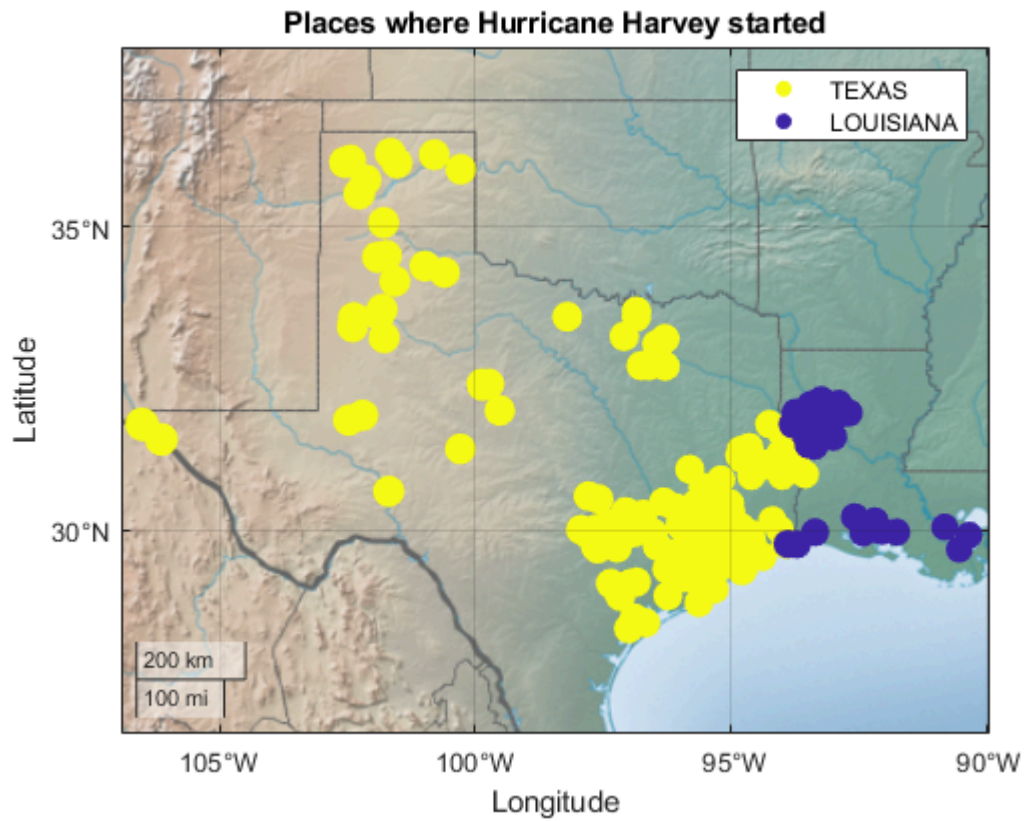 Places where Hurricane Harvey started
TEXAS
LOUISIANA
35°N
30°N
Latitude
200 km
100 mi
105°W
100°W
95°W
90°W
Longitude